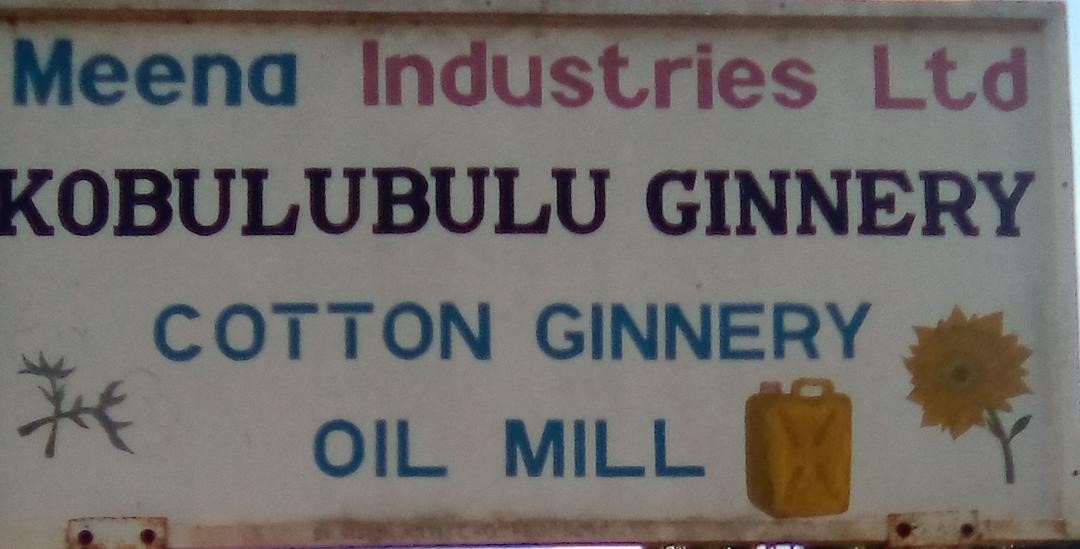 Meena Industries Ltd
KOBULUBULU GINNERY
COTTON GINNERY
OIL MILL